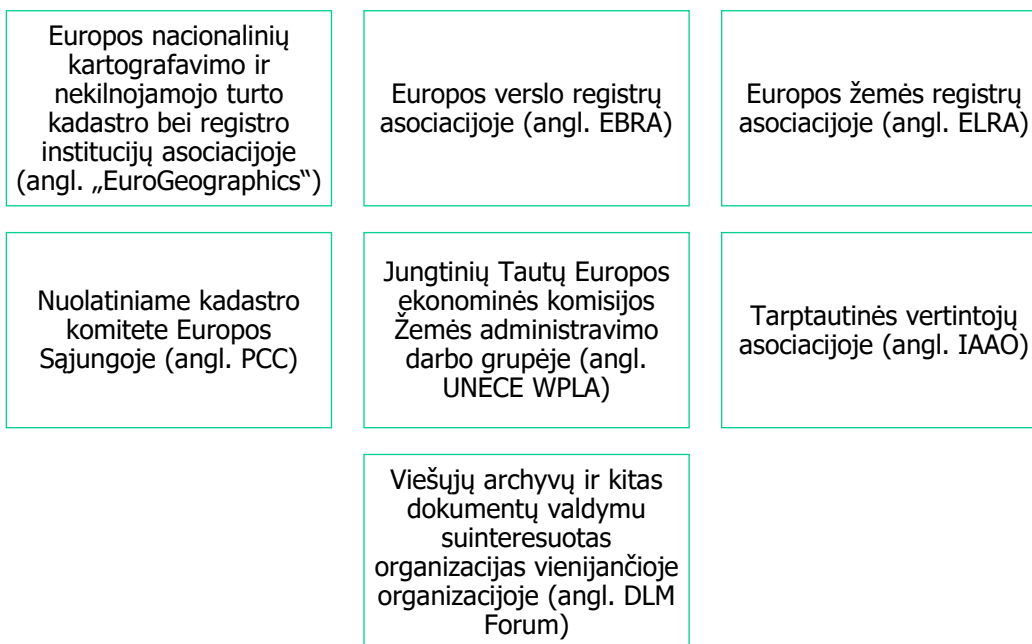 Europos nacionalinių
kartografavimo ir
nekilnojamojo turto
kadastro bei registro
institucijų asociacijoje
(angl. „EuroGeographics“)
Europos verslo registrų
asociacijoje (angl. EBRA)
Europos žemės registrų
asociacijoje (angl. ELRA)
Nuolatiniame kadastro
komitete Europos
Sąjungoje (angl. PCC)
Jungtinių Tautų Europos
ekonominės komisijos
Žemės administravimo
darbo grupėje (angl.
UNECE WPLA)
Tarptautinės vertintojų
asociacijoje (angl. IAAO)
Viešųjų archyvų ir kitas
dokumentų valdymu
suinteresuotas
organizacijas vienijančioje
organizacijoje (angl. DLM
Forum)